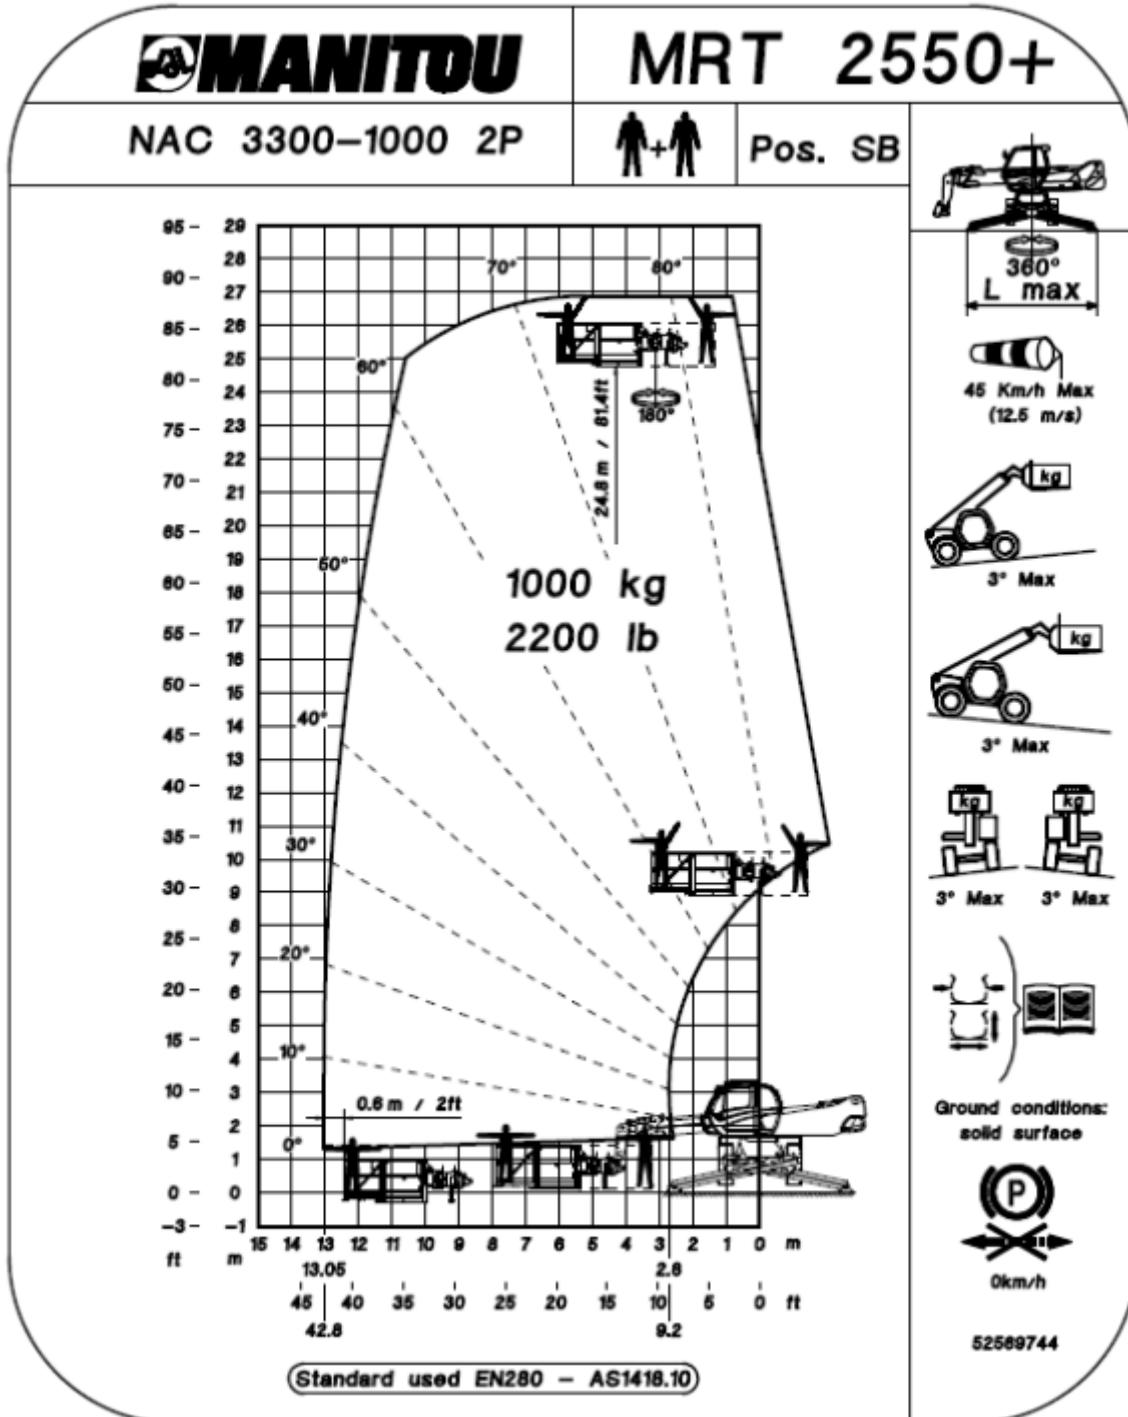 MANITOU
MRT 2550+
NAC 3300-1000 2P
+
Pos. SB
360°
L max
45 Km/h Max
(12.5 m/s)
kg
3° Max
kg
3° Max
kg kg
3° Max 3° Max
Ground conditions:
solid surface
P
0km/h
52569744
95 - 29
28
90 - 27
85 - 26
25
80 - 24
75 - 23
22
70 - 21
65 - 20
19
60 - 18
55 - 17
16
50 - 15
45 - 14
13
40 - 12
35 - 11
10
30 - 9
25 - 8
7
20 - 6
15 - 5
4
10 - 3
5 - 2
1
0 - 0
-3 - -1
ft m
70° 80°
60°
50°
40°
30°
20°
10°
0°
180°
24.8 m / 81.4ft
1000 kg
2200 lb
0.6 m / 2ft
15 14 13 12 11 10 9 8 7 6 5 4 3 2 1 0 m
13.05 2.8
45 40 35 30 25 20 15 10 5 0 ft
42.8 9.2
Standard used EN280 - AS1418.10